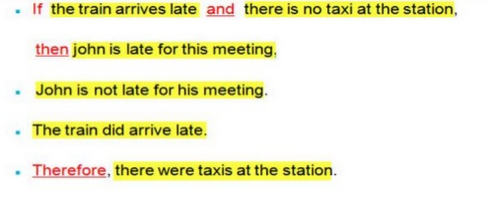 If the train arrives late and there is no taxi at the station,
then john is late for this meeting,
John is not late for his meeting.
The train did arrive late.
Therefore, there were taxis at the station.